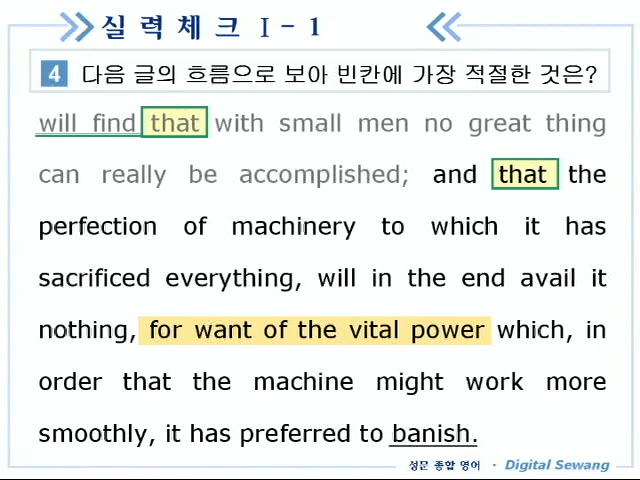 실력체크 I - 1
4 다음 글의 흐름으로 보아 빈칸에 가장 적절한 것은?
will find that with small men no great thing
can really be accomplished; and that the
perfection of machinery to which it has
sacrificed everything, will in the end avail it
nothing, for want of the vital power which, in
order that the machine might work more
smoothly, it has preferred to banish.
성문 종합 영어 · Digital Sewang